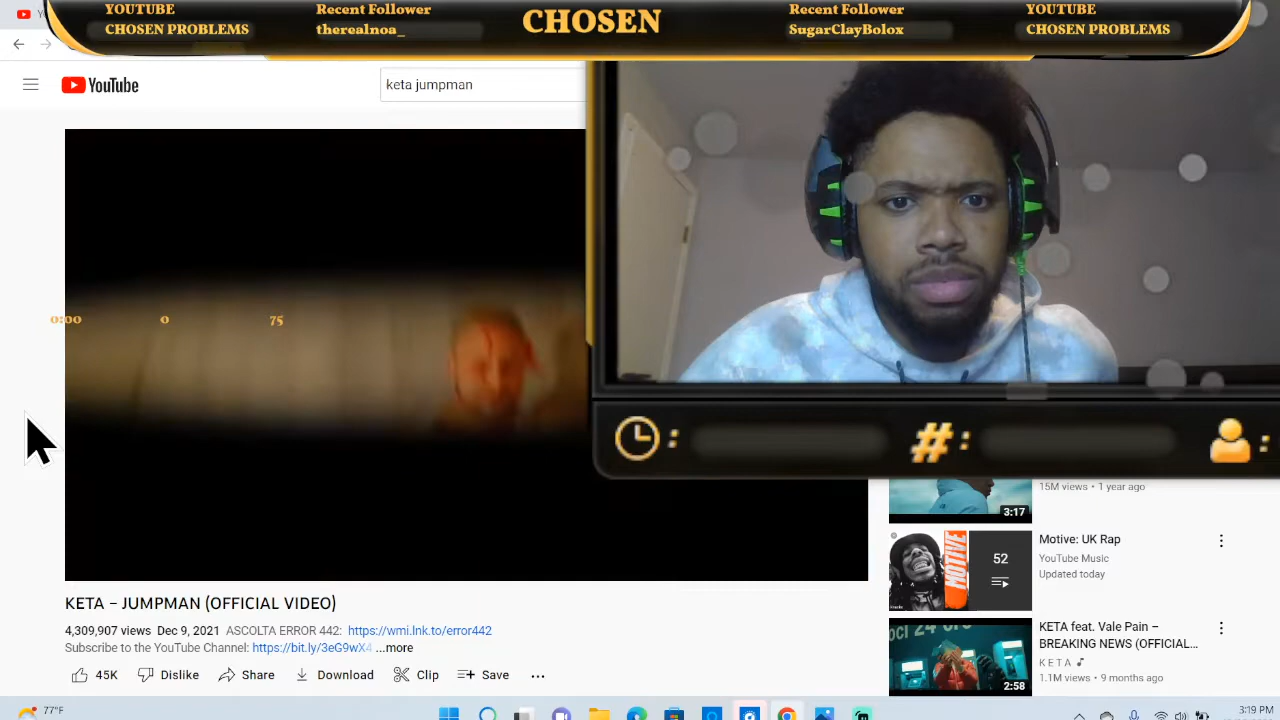 YOUTUBE
CHOSEN PROBLEMS
Recent Follower
therealnoa_
CHOSEN
Recent Follower
SugarClayBolox
YOUTUBE
CHOSEN PROBLEMS
YouTube
keta jumpman
0:00 0 75
:
# :
:
15M views • 1 year ago
3:17
Motive: UK Rap
YouTube Music
Updated today
52
MOTIVE
KETA – JUMPMAN (OFFICIAL VIDEO)
4,309,907 views Dec 9, 2021 ASCOLTA ERROR 442: https://wmi.lnk.to/error442
Subscribe to the YouTube Channel: https://bit.ly/3eG9wX4 ...more
45K Dislike Share Download Clip Save
KETA feat. Vale Pain –
BREAKING NEWS (OFFICIAL...
K E T A
1.1M views • 9 months ago
2:58
77°F
3:19 PM